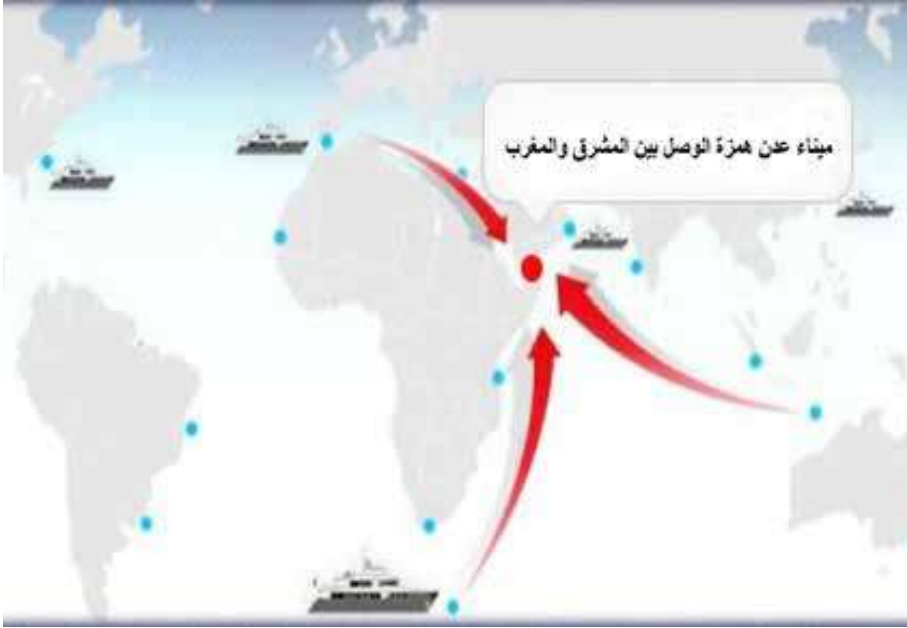 ميناء عدن همزة الوصل بين المشرق والمغرب